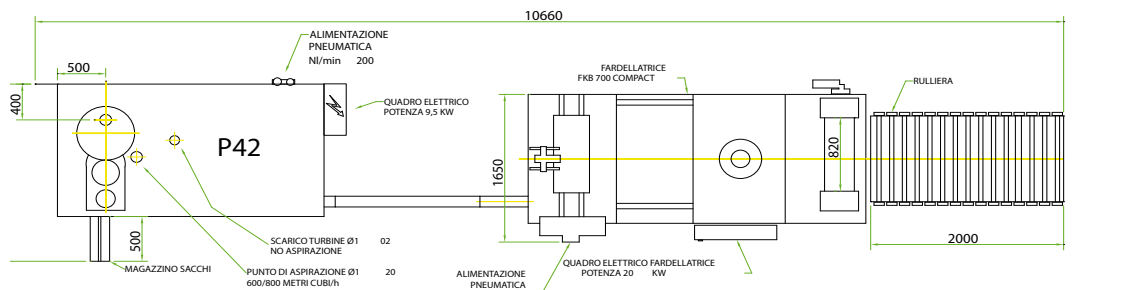 10660
ALIMENTAZIONE
PNEUMATICA
Nl/min 200
500
400
QUADRO ELETTRICO
POTENZA 9,5 KW
P42
FARDELLATRICE
FKB 700 COMPACT
RULLIERA
1650
820
500
2000
SCARICO TURBINE Ø1 02
NO ASPIRAZIONE
MAGAZZINO SACCHI
PUNTO DI ASPIRAZIONE Ø1 20
600/800 METRI CUBI/h
ALIMENTAZIONE
PNEUMATICA
QUADRO ELETTRICO FARDELLATRICE
POTENZA 20 KW